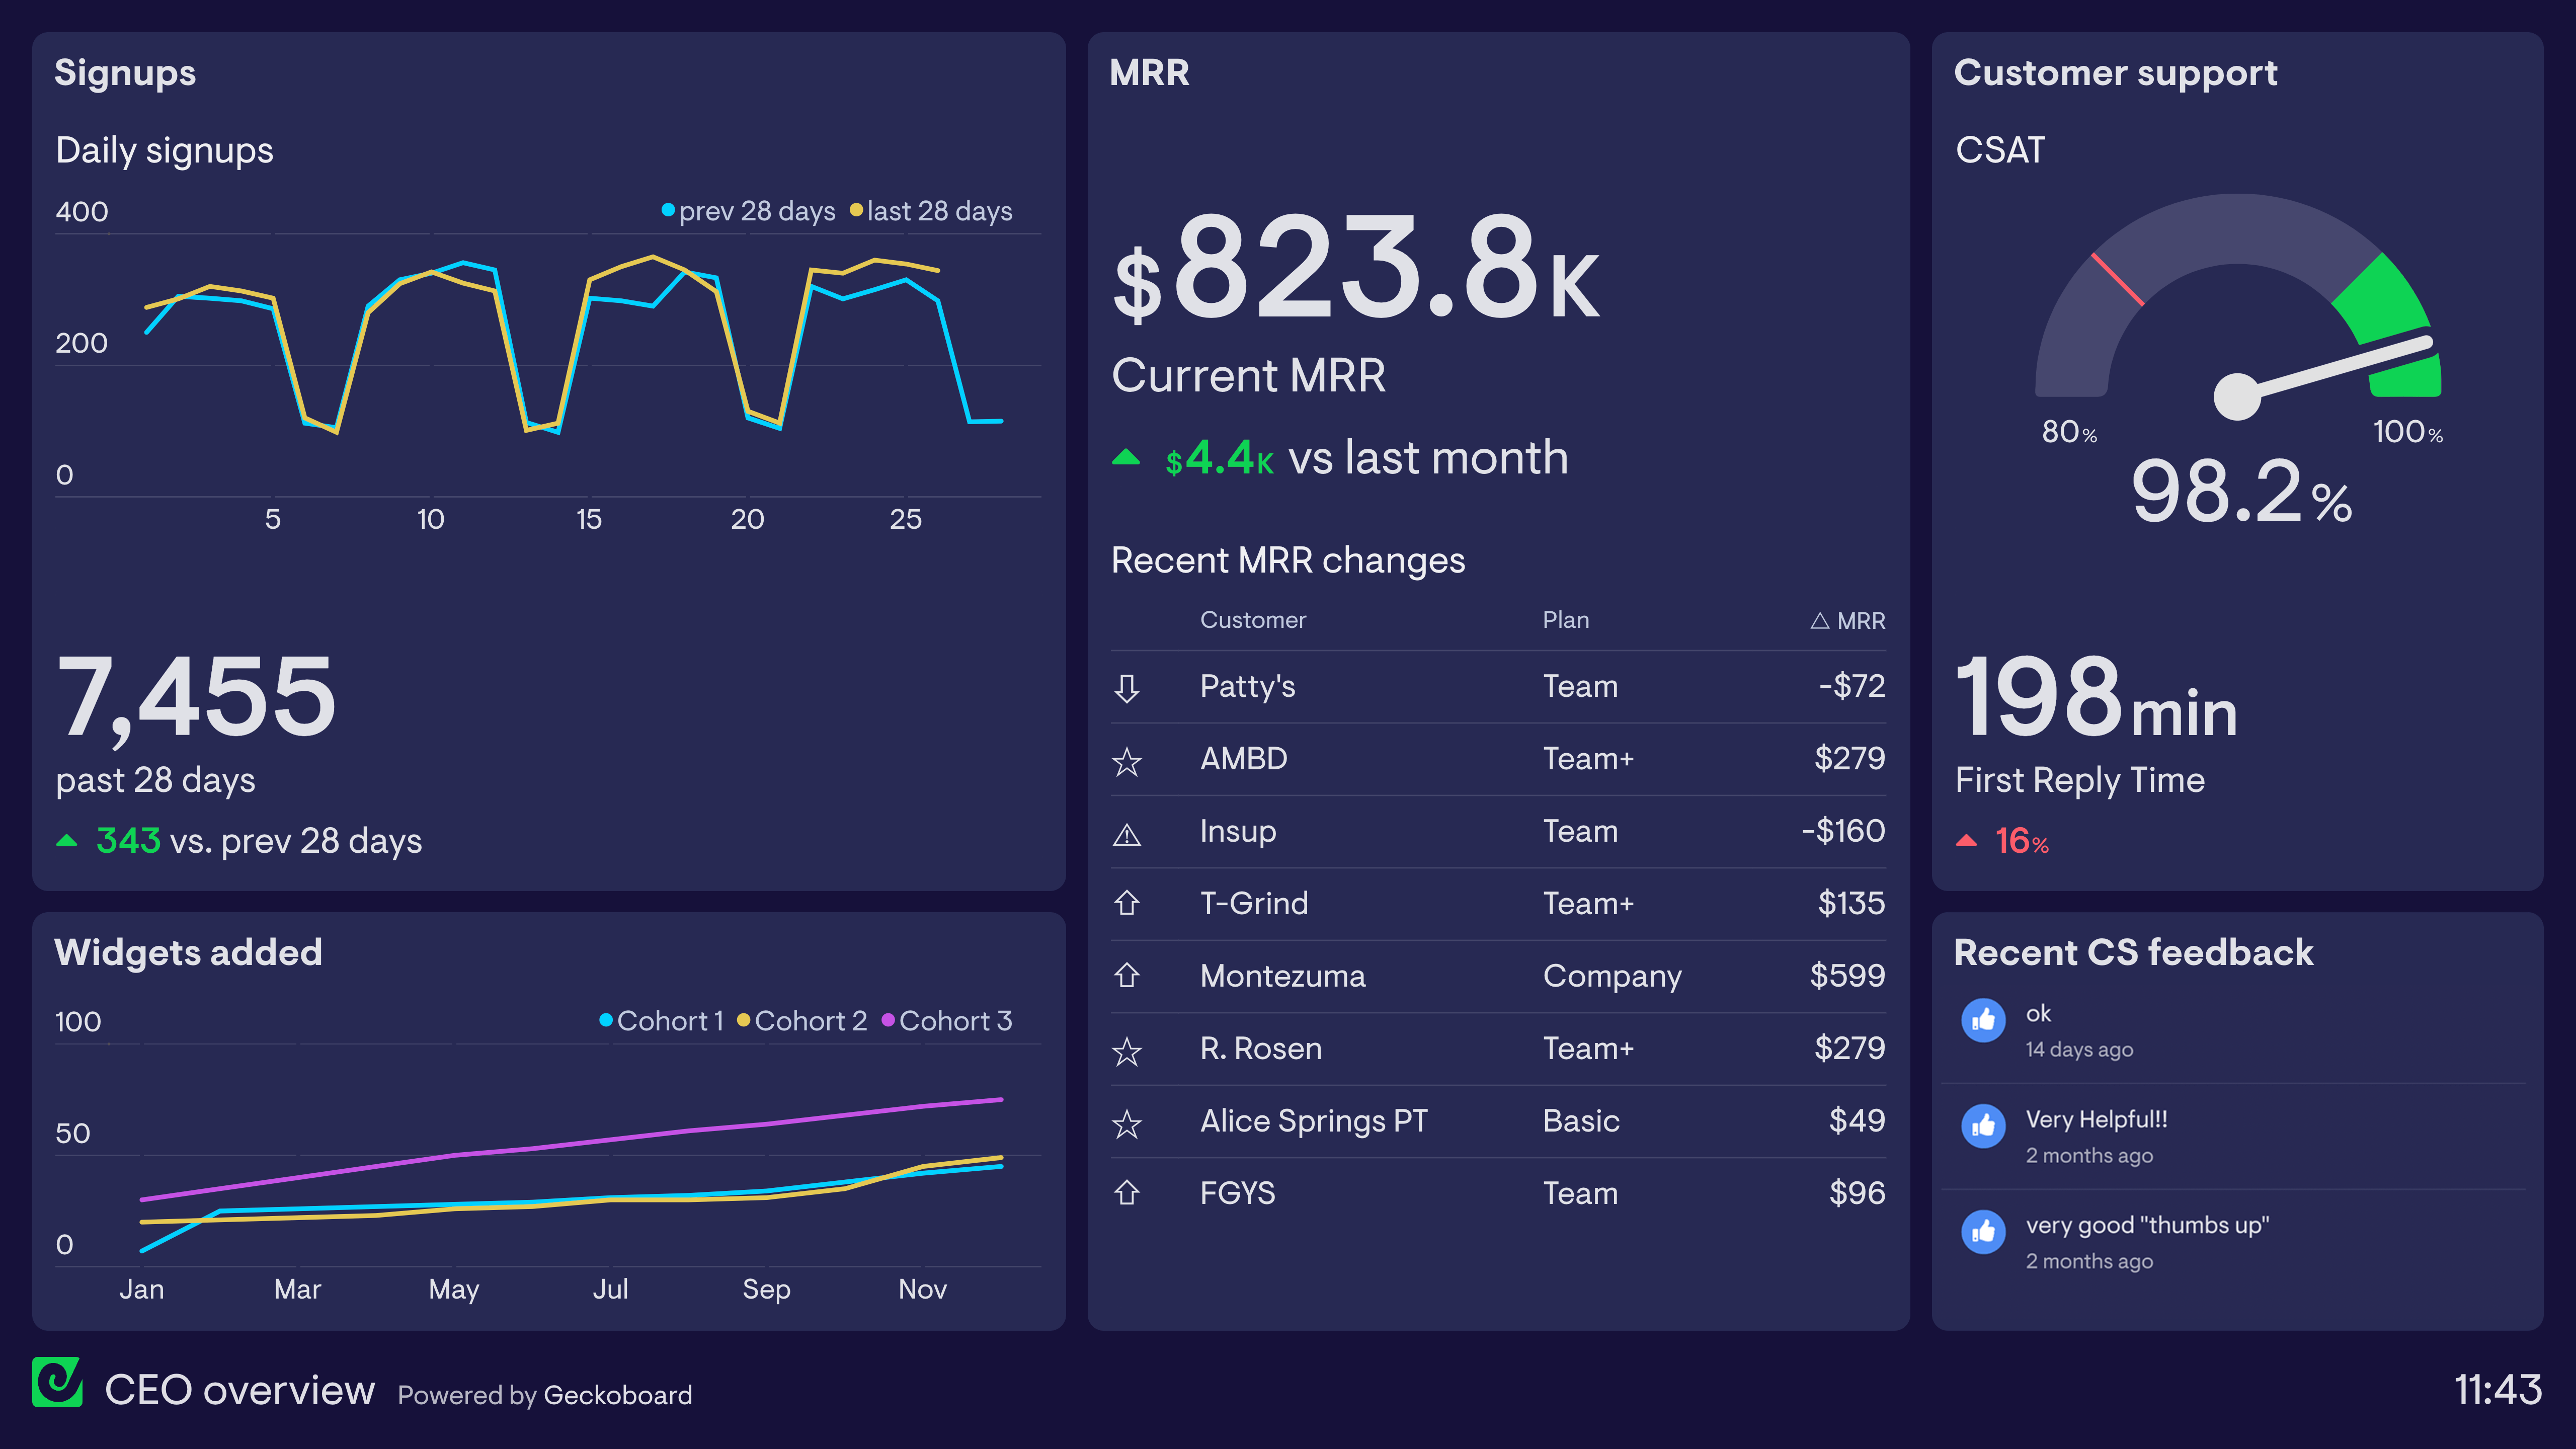 Signups
Daily signups
prev 28 days last 28 days
400
200
0
5 10 15 20 25
7,455
past 28 days
343 vs. prev 28 days
Widgets added
Cohort 1 Cohort 2 Cohort 3
100
50
0
Jan Mar May Jul Sep Nov
MRR
$823.8K
Current MRR
$4.4K vs last month
Recent MRR changes
Customer Plan △ MRR
Patty's Team -$72
AMBD Team+ $279
Insup Team -$160
T-Grind Team+ $135
Montezuma Company $599
R. Rosen Team+ $279
Alice Springs PT Basic $49
FGYS Team $96
Customer support
CSAT
80% 100%
98.2%
198min
First Reply Time
16%
Recent CS feedback
ok
14 days ago
Very Helpful!!
2 months ago
very good "thumbs up"
2 months ago
CEO overview Powered by Geckoboard
11:43